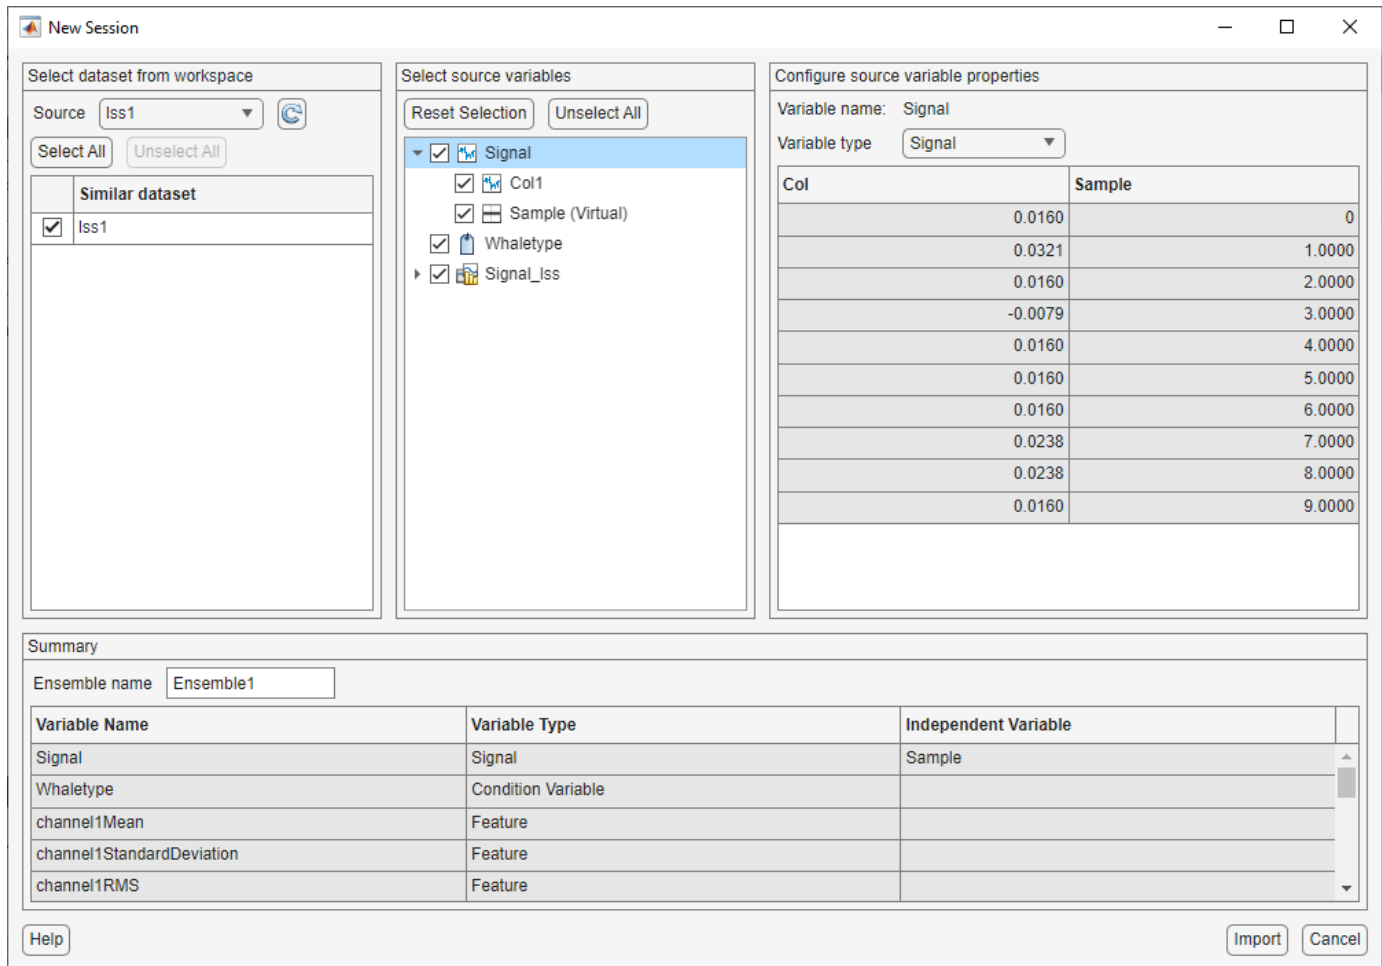 New Session
Select dataset from workspace
Source lss1
Select All Unselect All
Similar dataset
lss1
Select source variables
Reset Selection Unselect All
Signal
Col1
Sample (Virtual)
Whaletype
Signal_lss
Configure source variable properties
Variable name: Signal
Variable type Signal
Col Sample
0.0160 0
0.0321 1.0000
0.0160 2.0000
-0.0079 3.0000
0.0160 4.0000
0.0160 5.0000
0.0160 6.0000
0.0238 7.0000
0.0238 8.0000
0.0160 9.0000
Summary
Ensemble name Ensemble1
Variable Name Variable Type Independent Variable
Signal Signal Sample
Whaletype Condition Variable
channel1Mean Feature
channel1StandardDeviation Feature
channel1RMS Feature
Help Import Cancel